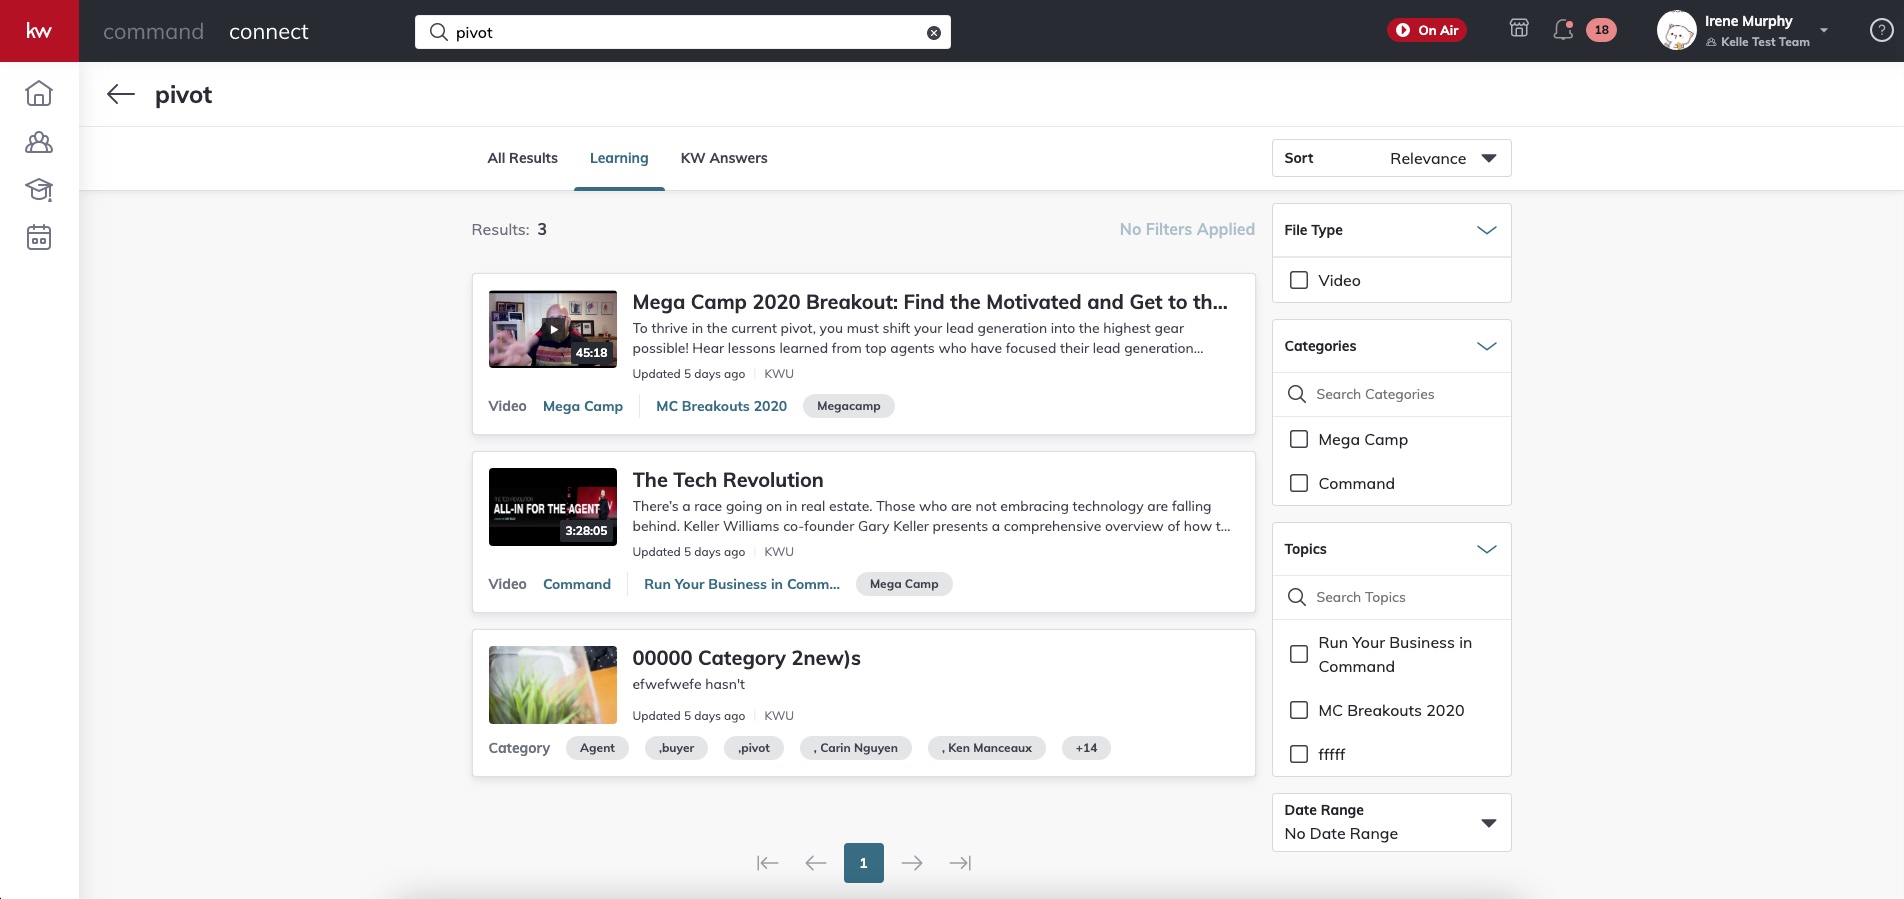 kw
command
connect
pivot
On Air
18
Irene Murphy
Kelle Test Team
?
pivot
All Results
Learning
KW Answers
Sort
Relevance
Results: 3
No Filters Applied
Mega Camp 2020 Breakout: Find the Motivated and Get to th...
To thrive in the current pivot, you must shift your lead generation into the highest gear
possible! Hear lessons learned from top agents who have focused their lead generation...
45:18
Updated 5 days ago
KWU
Video
Mega Camp
MC Breakouts 2020
Megacamp
The Tech Revolution
There's a race going on in real estate. Those who are not embracing technology are falling
behind. Keller Williams co-founder Gary Keller presents a comprehensive overview of how t...
THE TECH REVOLUTION
ALL-IN FOR THE AGENT
3:28:05
Updated 5 days ago
KWU
Video
Command
Run Your Business in Comm...
Mega Camp
00000 Category 2new)s
efwefwefe hasn't
Updated 5 days ago
KWU
Category
Agent
,buyer
,pivot
, Carin Nguyen
, Ken Manceaux
+14
1
File Type
Video
Categories
Search Categories
Mega Camp
Command
Topics
Search Topics
Run Your Business in
Command
MC Breakouts 2020
fffff
Date Range
No Date Range